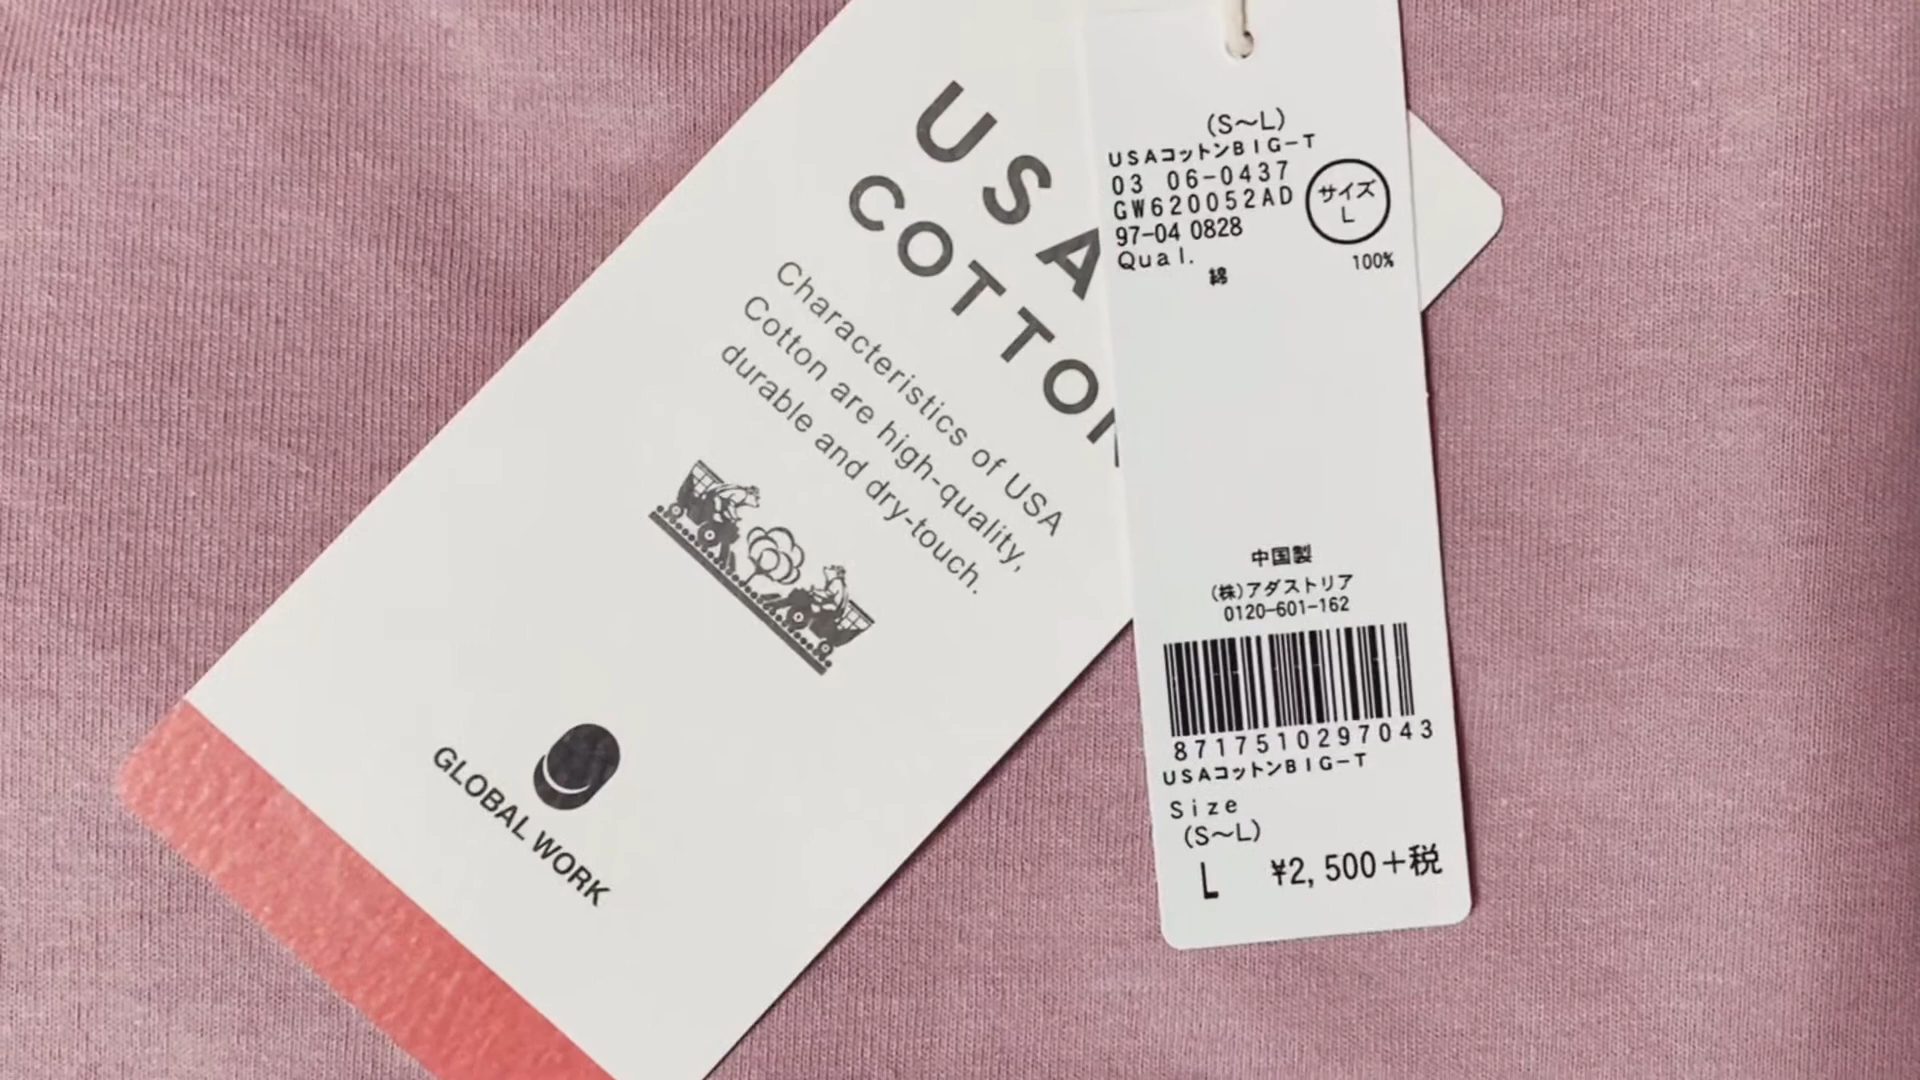 USA
COTTON
Characteristics of USA
Cotton are high-quality,
durable and dry-touch.
GLOBAL WORK
(S〜L)
USAコットンBIG−T
03 06-0437
GW620052AD
97-04 0828
サイズ
L
Qual.
綿 100%
中国製
(株)アダストリア
0120-601-162
8717510297043
USAコットンBIG−T
Size
(S〜L)
L ¥2,500+税